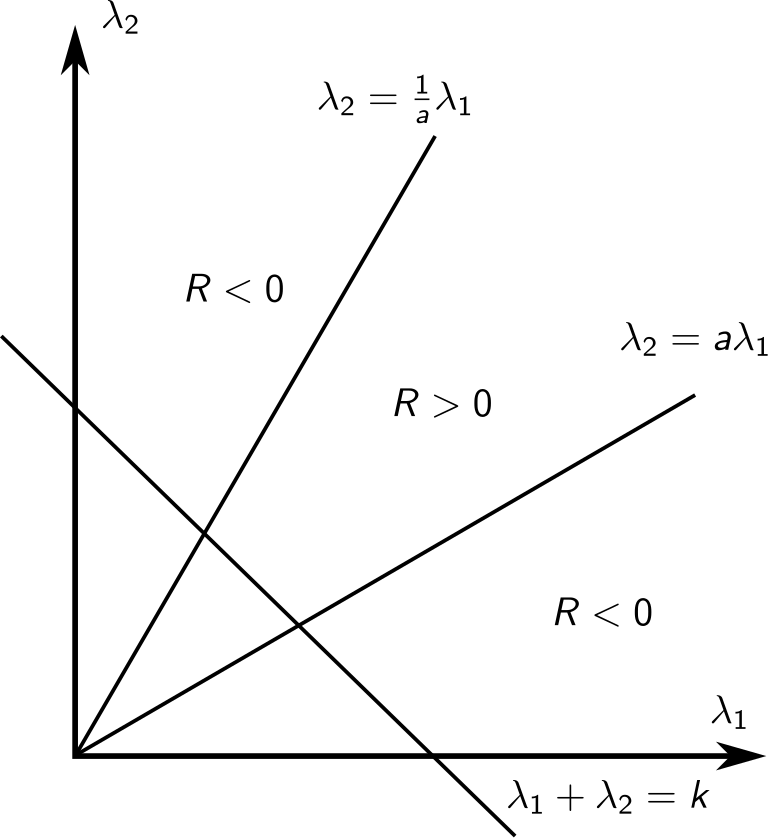 λ₂
λ₂ = 1/a λ₁
R < 0
λ₂ = aλ₁
R > 0
R < 0
λ₁
λ₁ + λ₂ = k